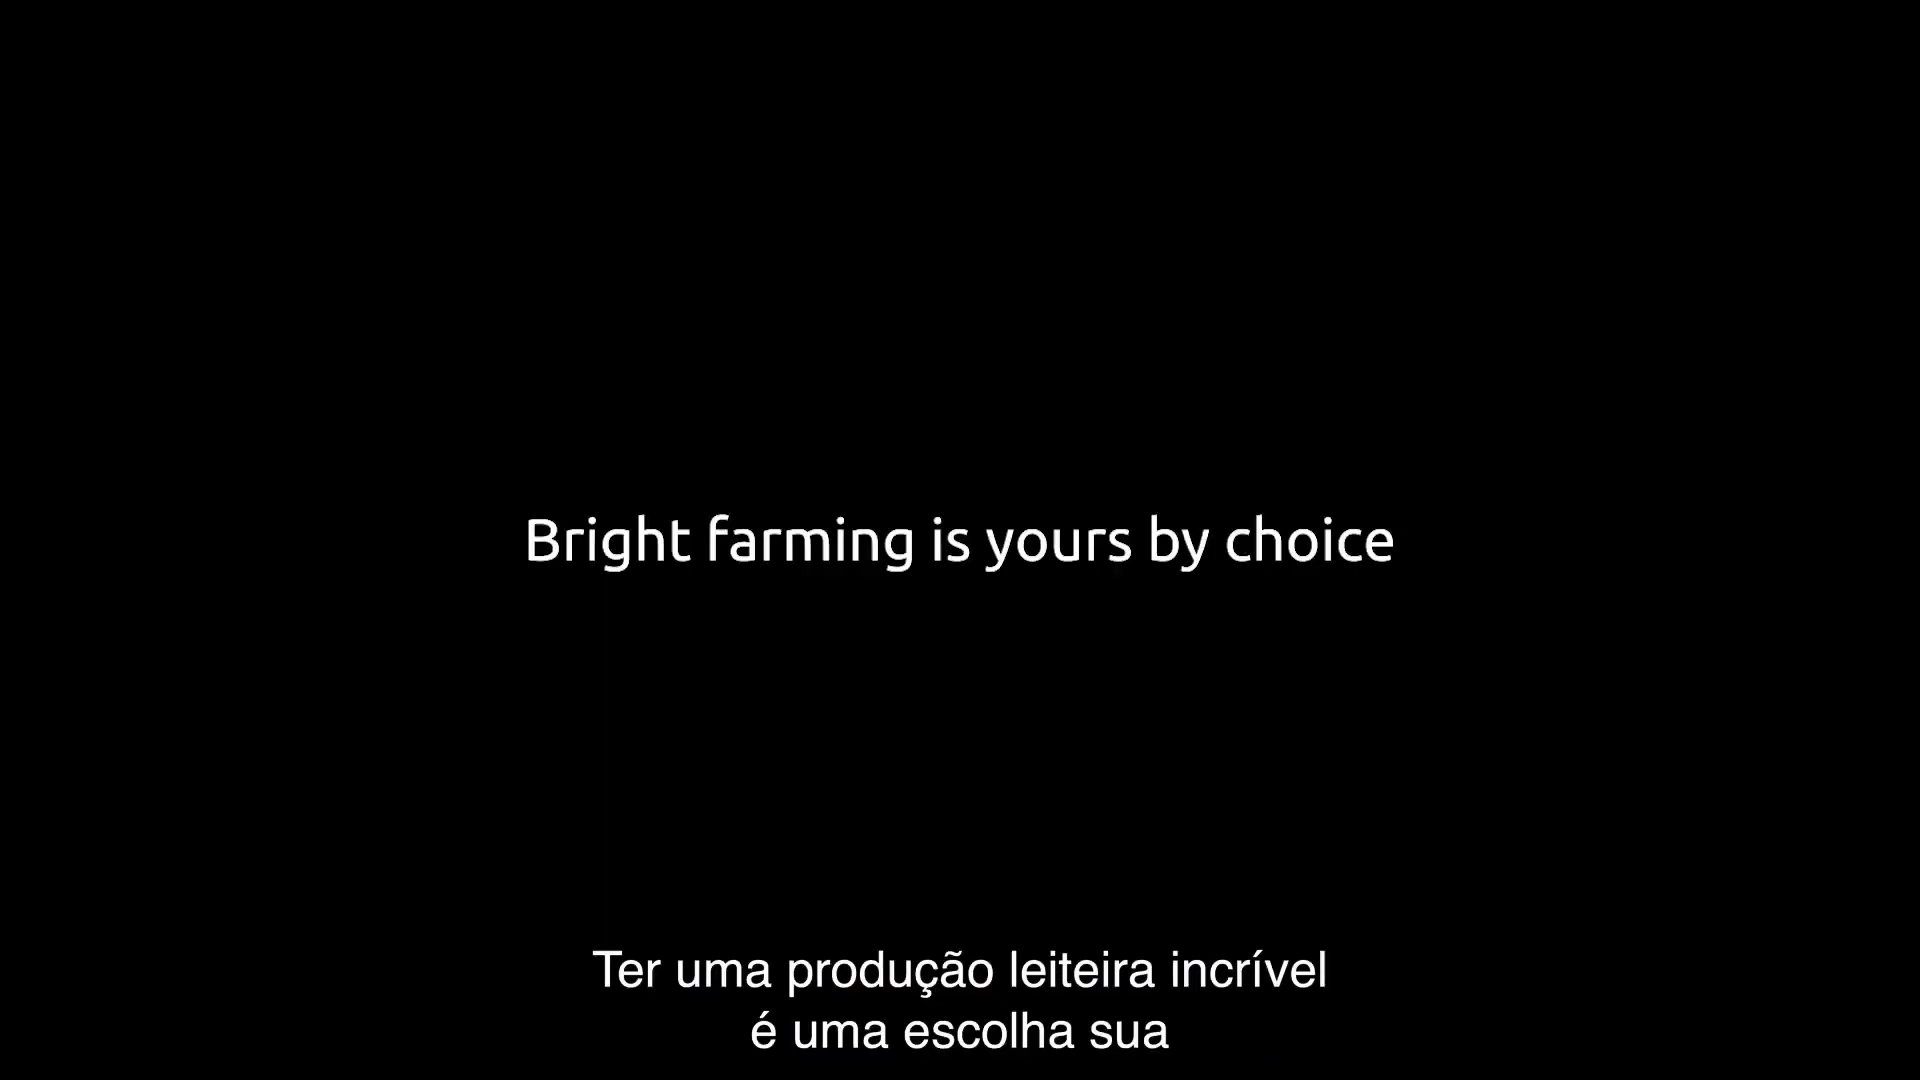 Bright farming is yours by choice
Ter uma produção leiteira incrível
é uma escolha sua